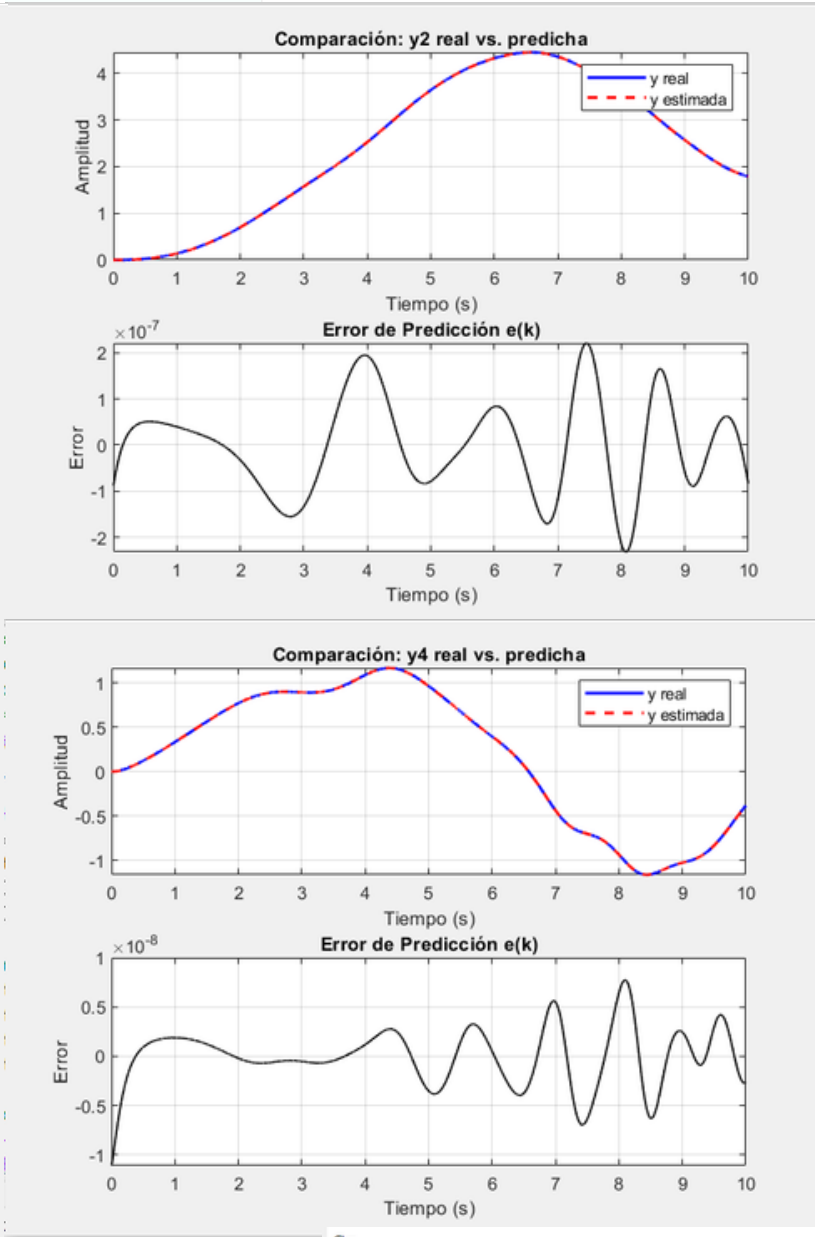 Comparación: y2 real vs. predicha
4
3
2
1
0
Amplitud
y real
y estimada
0 1 2 3 4 5 6 7 8 9 10
Tiempo (s)
×10-7
Error de Predicción e(k)
2
1
0
-1
-2
Error
0 1 2 3 4 5 6 7 8 9 10
Tiempo (s)
Comparación: y4 real vs. predicha
1
0.5
0
-0.5
-1
Amplitud
y real
y estimada
0 1 2 3 4 5 6 7 8 9 10
Tiempo (s)
×10-8
Error de Predicción e(k)
1
0.5
0
-0.5
-1
Error
0 1 2 3 4 5 6 7 8 9 10
Tiempo (s)